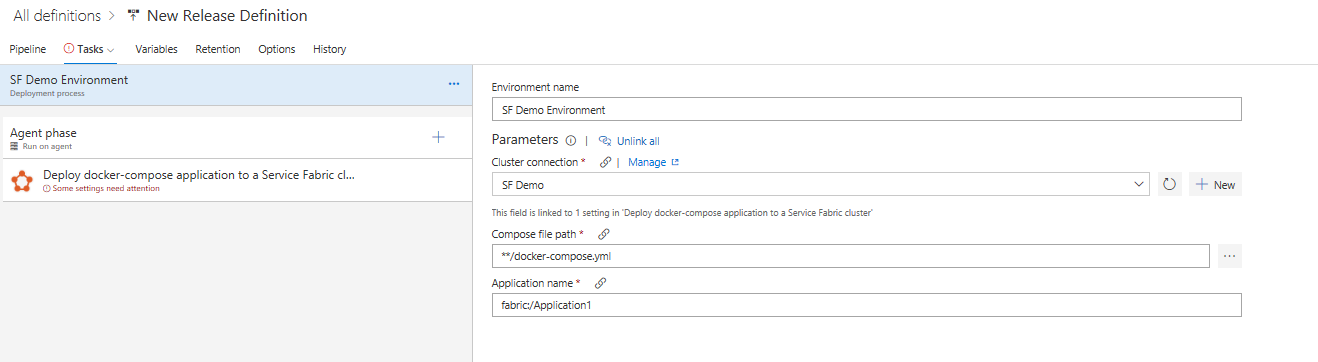 All definitions > New Release Definition
Pipeline Tasks Variables Retention Options History
SF Demo Environment
Deployment process
Agent phase
Run on agent
Deploy docker-compose application to a Service Fabric cl...
Some settings need attention
Environment name
SF Demo Environment
Parameters | Unlink all
Cluster connection * | Manage
SF Demo
New
This field is linked to 1 setting in 'Deploy docker-compose application to a Service Fabric cluster'
Compose file path *
**/docker-compose.yml
Application name *
fabric:/Application1